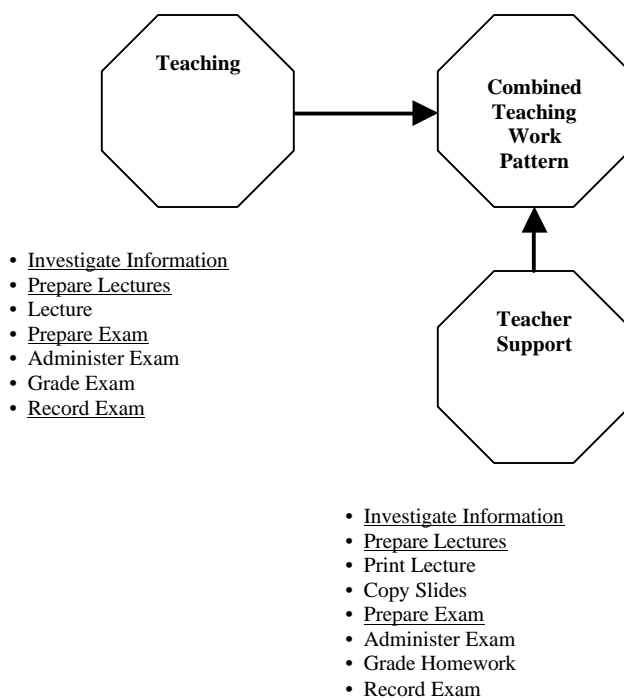 Teaching
Combined
Teaching
Work
Pattern
• Investigate Information
• Prepare Lectures
• Lecture
• Prepare Exam
• Administer Exam
• Grade Exam
• Record Exam
Teacher
Support
• Investigate Information
• Prepare Lectures
• Print Lecture
• Copy Slides
• Prepare Exam
• Administer Exam
• Grade Homework
• Record Exam